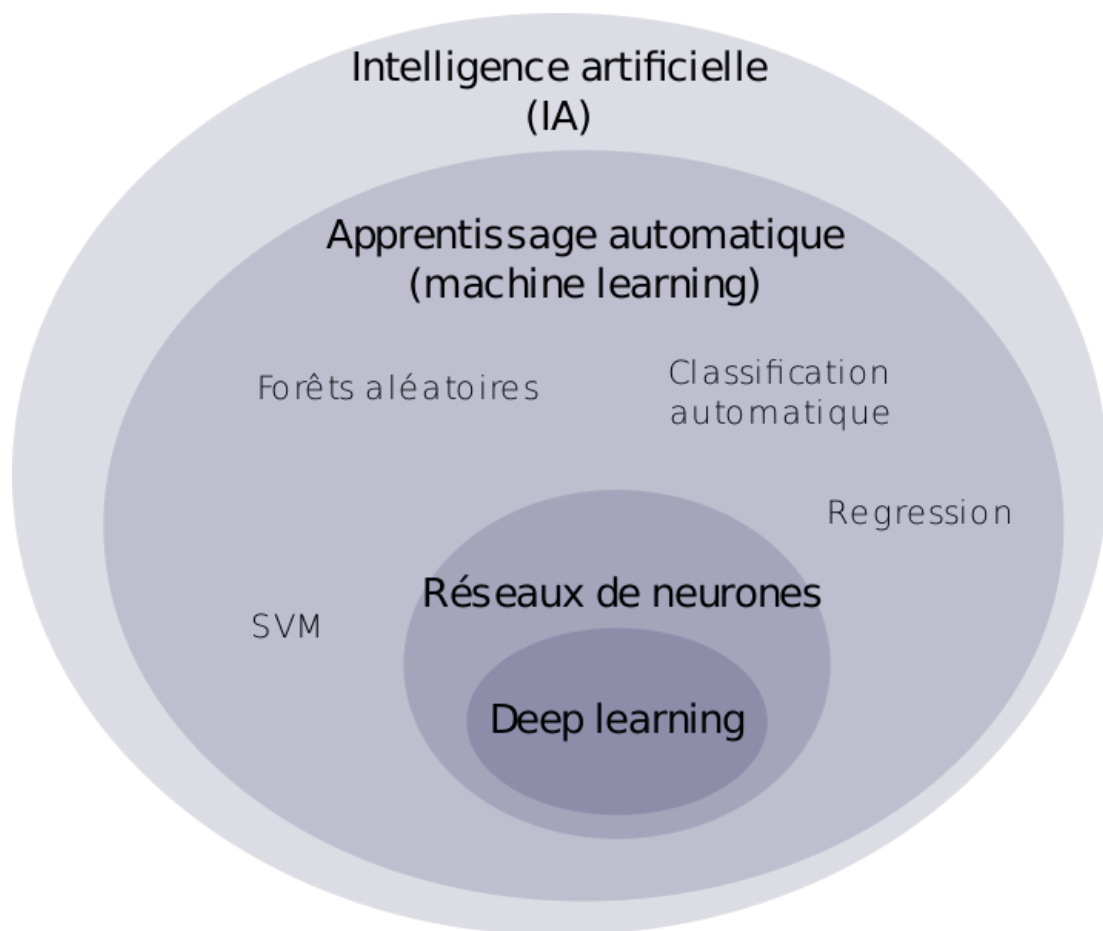 Intelligence artificielle
(IA)
Apprentissage automatique
(machine learning)
Forêts aléatoires
Classification
automatique
Regression
Réseaux de neurones
SVM
Deep learning